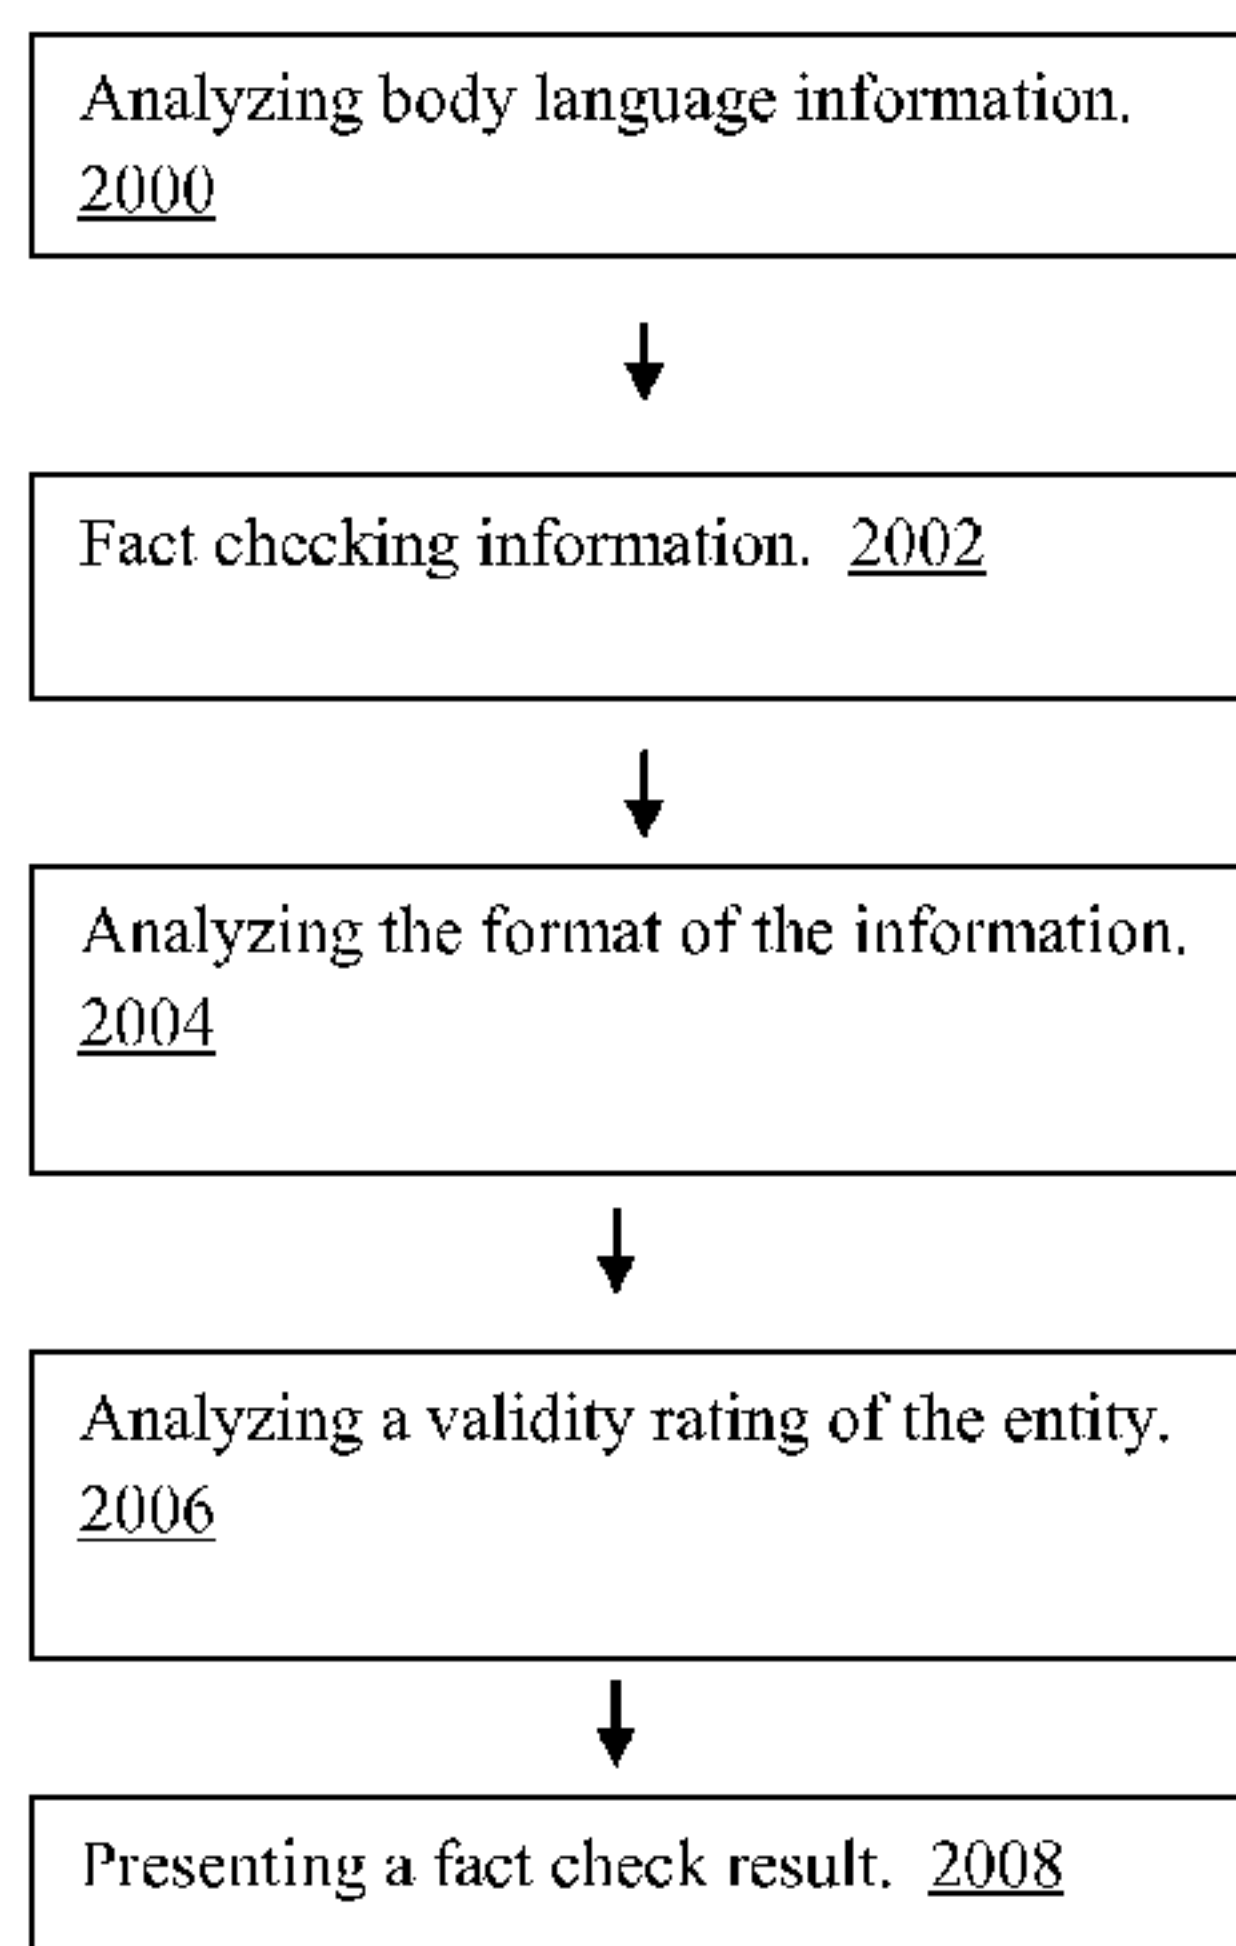 Analyzing body language information.
2000
Fact checking information. 2002
Analyzing the format of the information.
2004
Analyzing a validity rating of the entity.
2006
Presenting a fact check result. 2008